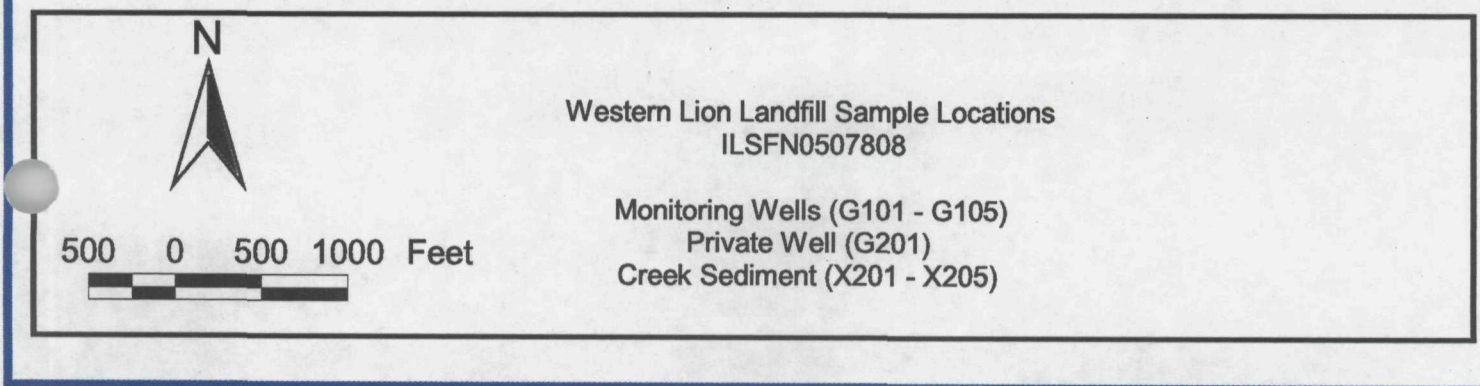 N
Western Lion Landfill Sample Locations
ILSFN0507808
Monitoring Wells (G101 - G105)
Private Well (G201)
Creek Sediment (X201 - X205)
500 0 500 1000 Feet